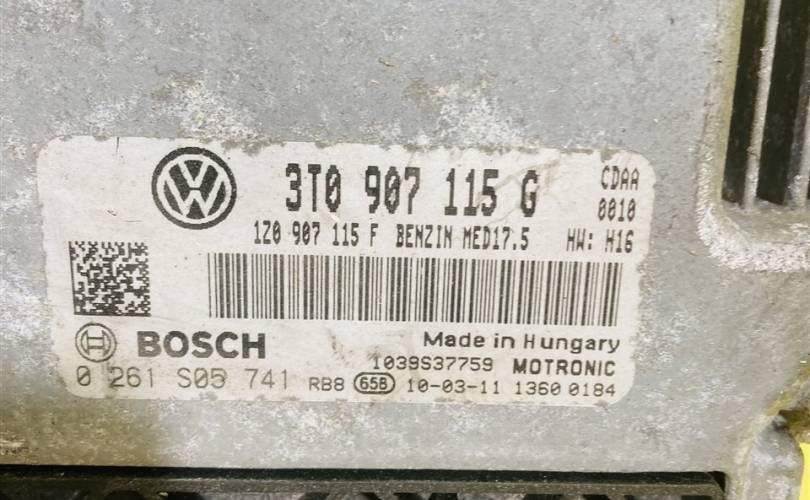 3T0 907 115 G CDAA
0010
1Z0 907 115 F BENZIN MED17.5 HW: H16
BOSCH Made in Hungary
1039S37759 MOTRONIC
0 261 S05 741 RB8 65B 10-03-11 1360 0184